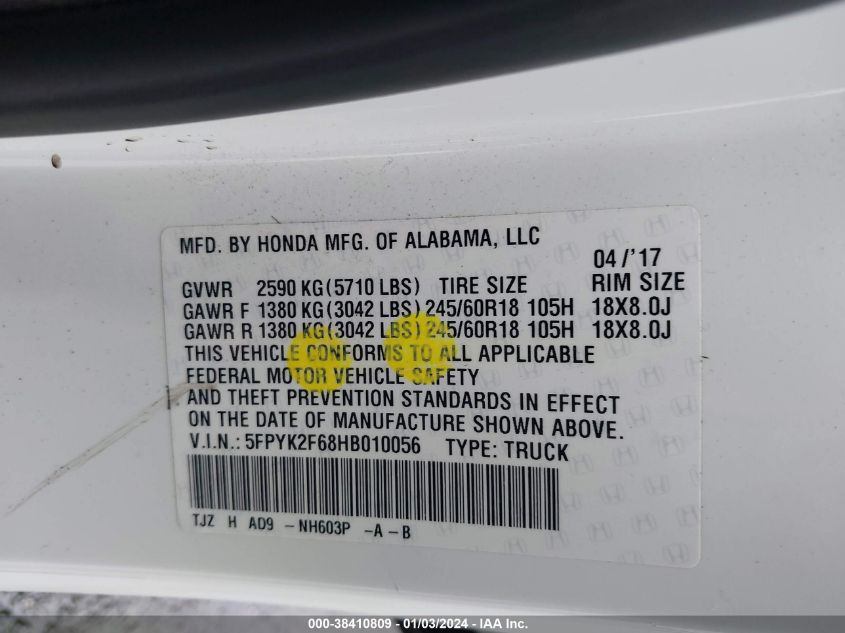 MFD. BY HONDA MFG. OF ALABAMA, LLC
04/'17
GVWR 2590 KG(5710 LBS) TIRE SIZE RIM SIZE
GAWR F 1380 KG(3042 LBS) 245/60R18 105H 18X8.0J
GAWR R 1380 KG(3042 LBS) 245/60R18 105H 18X8.0J
THIS VEHICLE CONFORMS TO ALL APPLICABLE
FEDERAL MOTOR VEHICLE SAFETY
AND THEFT PREVENTION STANDARDS IN EFFECT
ON THE DATE OF MANUFACTURE SHOWN ABOVE.
V.I.N.: 5FPYK2F68HB010056 TYPE: TRUCK
TJZ H AD9 -NH603P -A-B
000-38410809 - 01/03/2024 - IAA Inc.